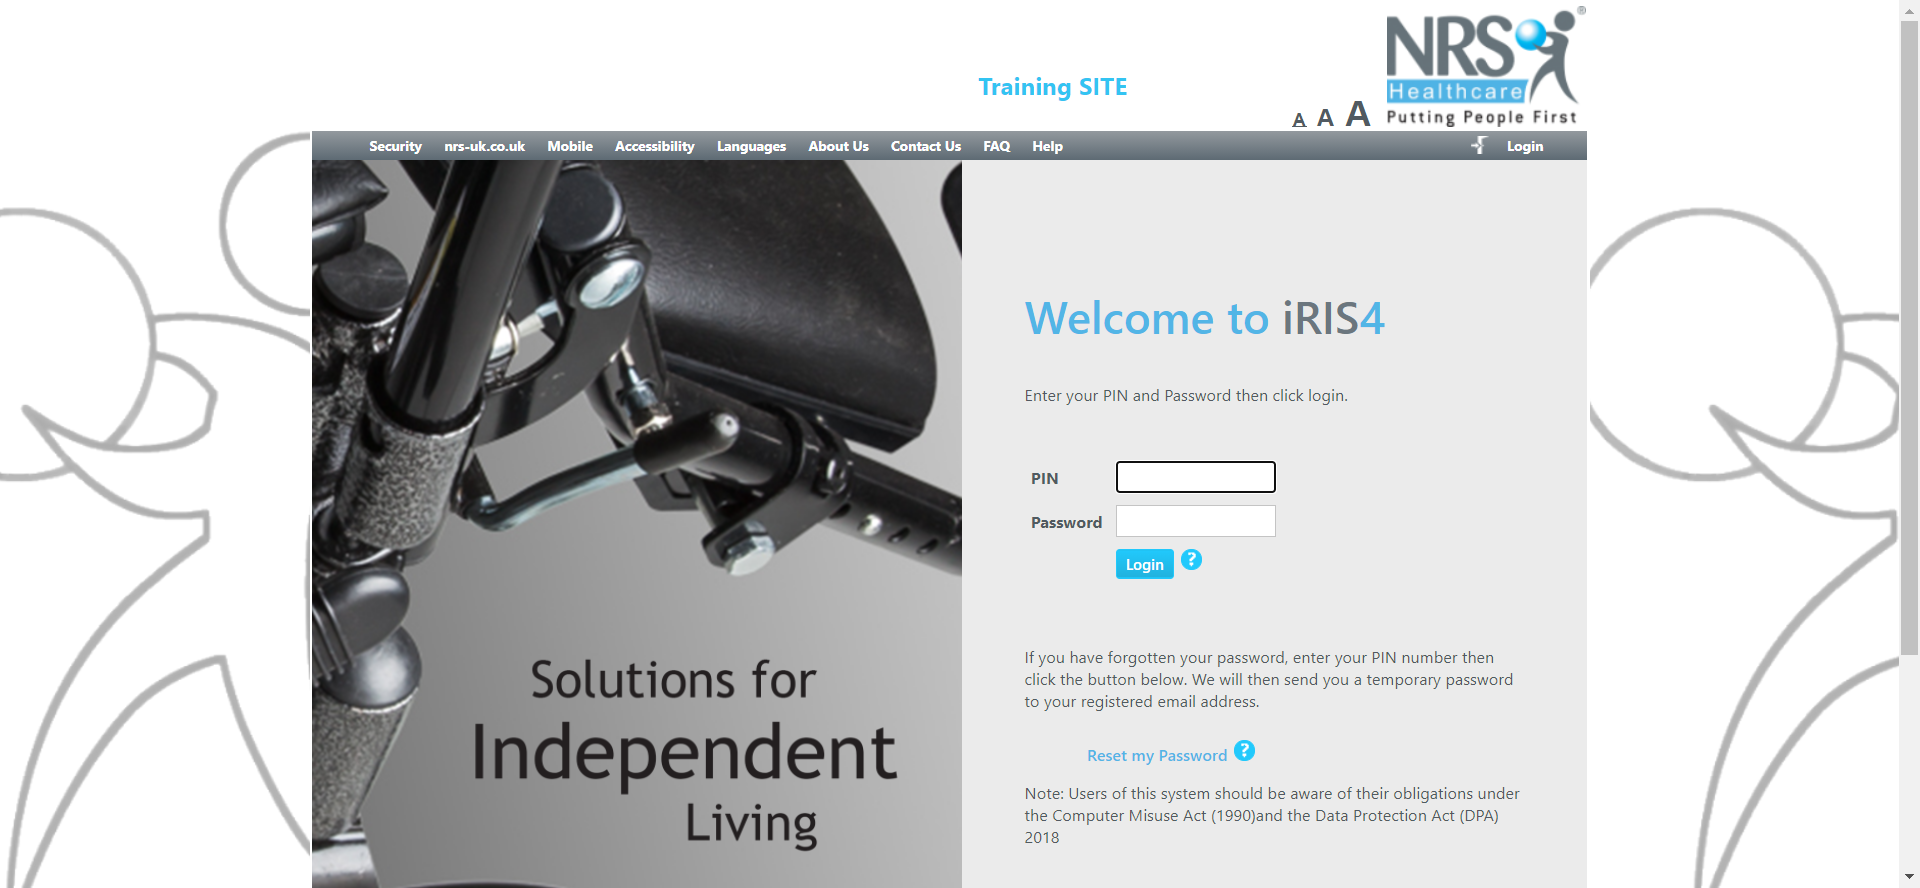 Training SITE
A A A
NRS®
Healthcare
Putting People First
Security nrs-uk.co.uk Mobile Accessibility Languages About Us Contact Us FAQ Help Login
Welcome to iRIS4
Enter your PIN and Password then click login.
PIN
Password
Login ?
If you have forgotten your password, enter your PIN number then
click the button below. We will then send you a temporary password
to your registered email address.
Reset my Password ?
Note: Users of this system should be aware of their obligations under
the Computer Misuse Act (1990)and the Data Protection Act (DPA)
2018
Solutions for
Independent
Living